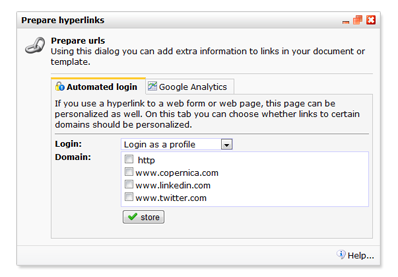 Prepare hyperlinks
Prepare urls
Using this dialog you can add extra information to links in your document or
template.
Automated login
Google Analytics
If you use a hyperlink to a web form or web page, this page can be
personalized as well. On this tab you can choose whether links to certain
domains should be personalized.
Login: Login as a profile
Domain: http
www.copernica.com
www.linkedin.com
www.twitter.com
store
Help...